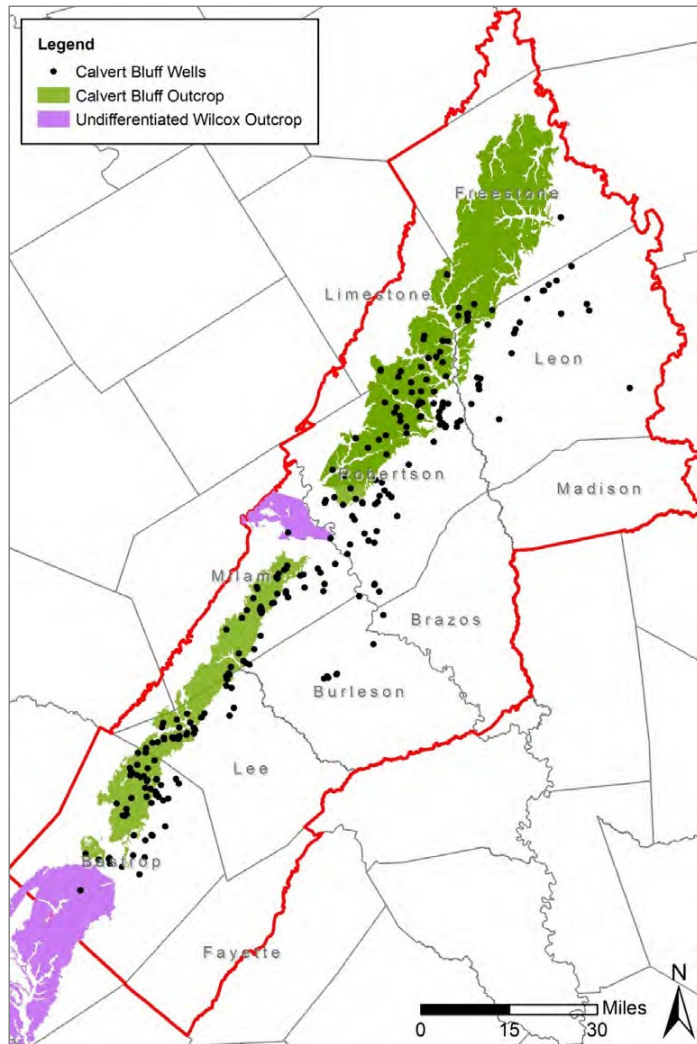 Legend
Calvert Bluff Wells
Calvert Bluff Outcrop
Undifferentiated Wilcox Outcrop
Freestone
Limestone
Leon
Robertson
Madison
Milam
Brazos
Burleson
Lee
Bastrop
Fayette
N
Miles
0 15 30